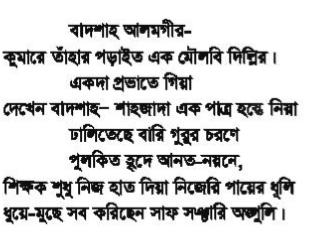 বাদশাহ আলমগীর-
কুমারে তাঁহার পড়াইত এক মৌলবি দিল্লির।
একদা প্রভাতে গিয়া
দেখেন বাদশাহ– শাহজাদা এক পাত্র হস্তে নিয়া
ঢালিতেছে বারি গুরুর চরণে
পুলকিত হৃদে আনত-নয়নে,
শিক্ষক শুধু নিজ হাত দিয়া নিজেরি পায়ের ধুলি
ধুয়ে-মুছে সব করিছেন সাফ সঞ্চারি অঙ্গুলি।